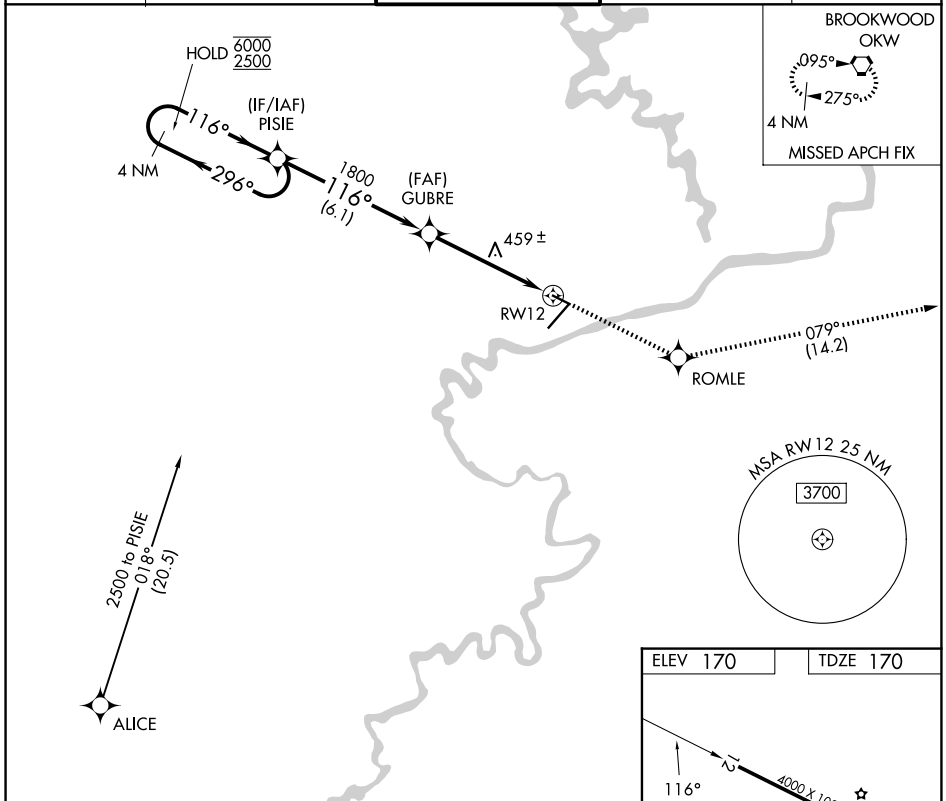 BROOKWOOD
OKW
095°
275°
4 NM
MISSED APCH FIX
HOLD 6000
2500
(IF/IAF)
PISIE
116°
296°
4 NM
1800
116°
(6.1)
(FAF)
GUBRE
459 ±
RW12
ROMLE
079°
(14.2)
MSA RW12 25 NM
3700
2500 to PISIE
018°
(20.5)
ALICE
ELEV 170
TDZE 170
12
116°
4000 X